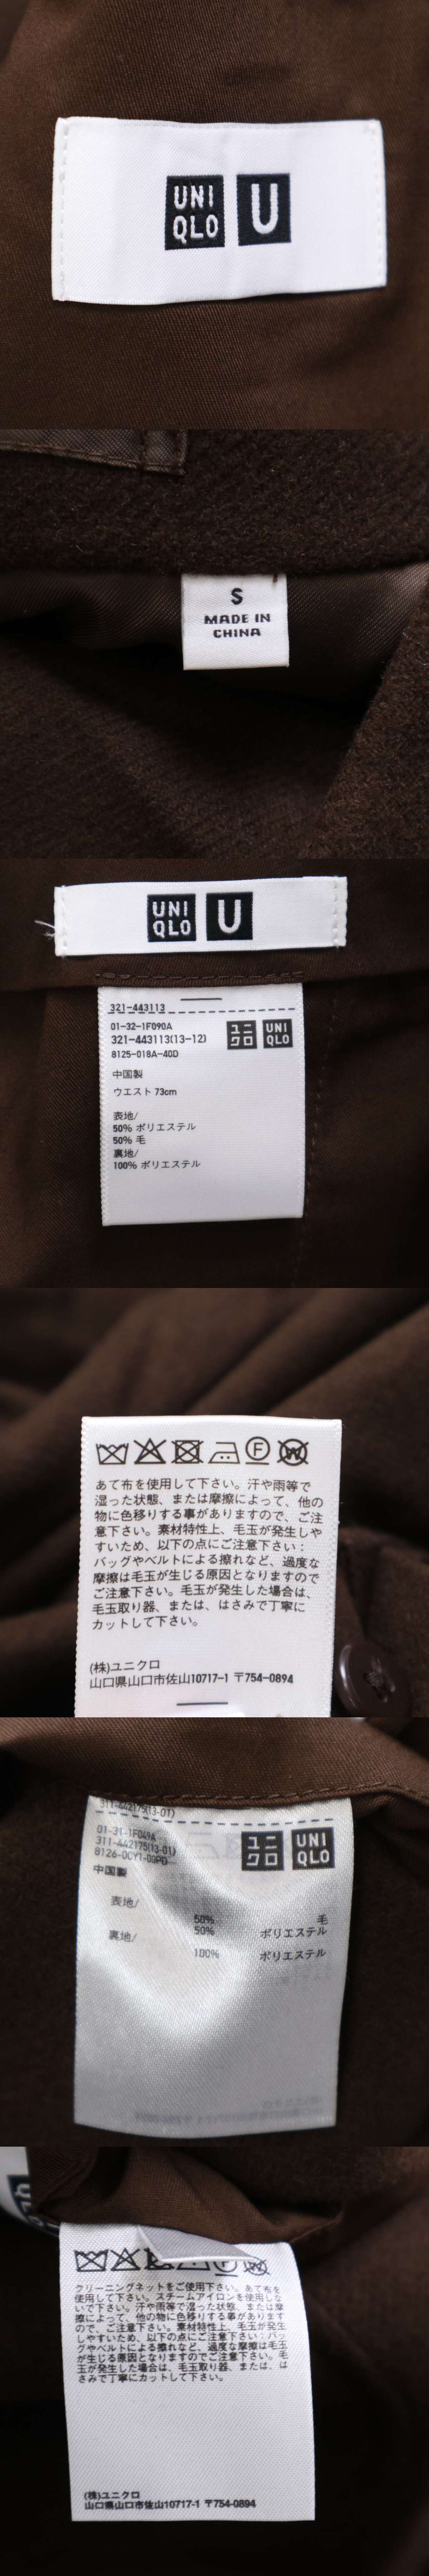 UNI
QLO
U
S
MADE IN
CHINA
UNI
QLO
U
321-443113
01-32-1F090A
321-443113(13-12)
8125-018A-40D
ユニ
クロ
UNI
QLO
中国製
ウエスト 73cm
表地/
50% ポリエステル
50% 毛
裏地/
100% ポリエステル
F
W
あて布を使用して下さい。汗や雨等で
湿った状態、または摩擦によって、他の
物に色移りする事がありますので、ご注
意下さい。素材特性上、毛玉が発生しや
すいため、以下の点にご注意下さい:
バッグやベルトによる擦れなど、過度な
摩擦は毛玉が生じる原因となりますので
ご注意下さい。毛玉が発生した場合は、
毛玉取り器、または、はさみで丁寧に
カットして下さい。
(株)ユニクロ
山口県山口市佐山10717-1 〒754-0894
311-442175(13-01)
01-31-1F049A
311-442175(13-01)
8126-0CY1-00PD
ユニ
クロ
UNI
QLO
中国製
表地/
50% 毛
50% ポリエステル
裏地/
100% ポリエステル
クリーニングネットをご使用下さい。あて布を
使用して下さい。スチームアイロンを使用しな
いで下さい。汗や雨等で湿った状態、または摩
擦によって、他の物に色移りする事があります
ので、ご注意下さい。素材特性上、毛玉が発生
しやすいため、以下の点にご注意下さい:バッ
グやベルトによる擦れなど、過度な摩擦は毛玉
が生じる原因となりますのでご注意下さい。毛
玉が発生した場合は、毛玉取り器、または、は
さみで丁寧にカットして下さい。
(株)ユニクロ
山口県山口市佐山10717-1 〒754-0894